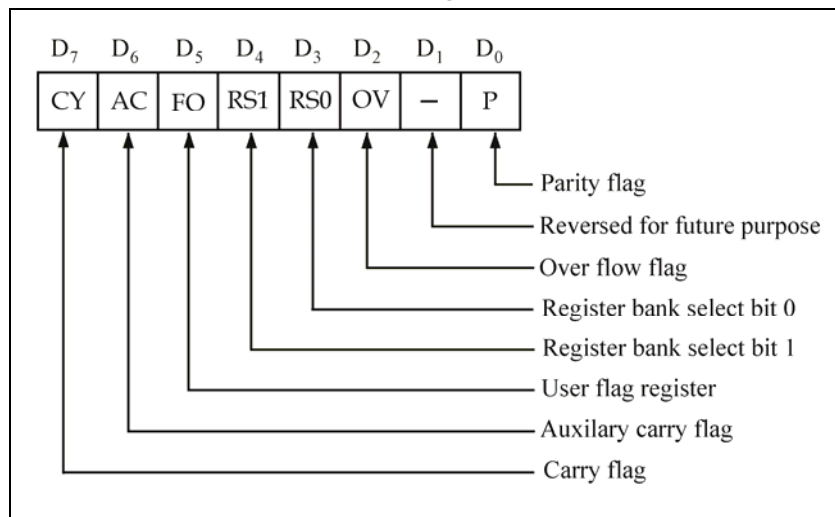 D7 D6 D5 D4 D3 D2 D1 D0
CY AC FO RS1 RS0 OV – P
Parity flag
Reversed for future purpose
Over flow flag
Register bank select bit 0
Register bank select bit 1
User flag register
Auxilary carry flag
Carry flag